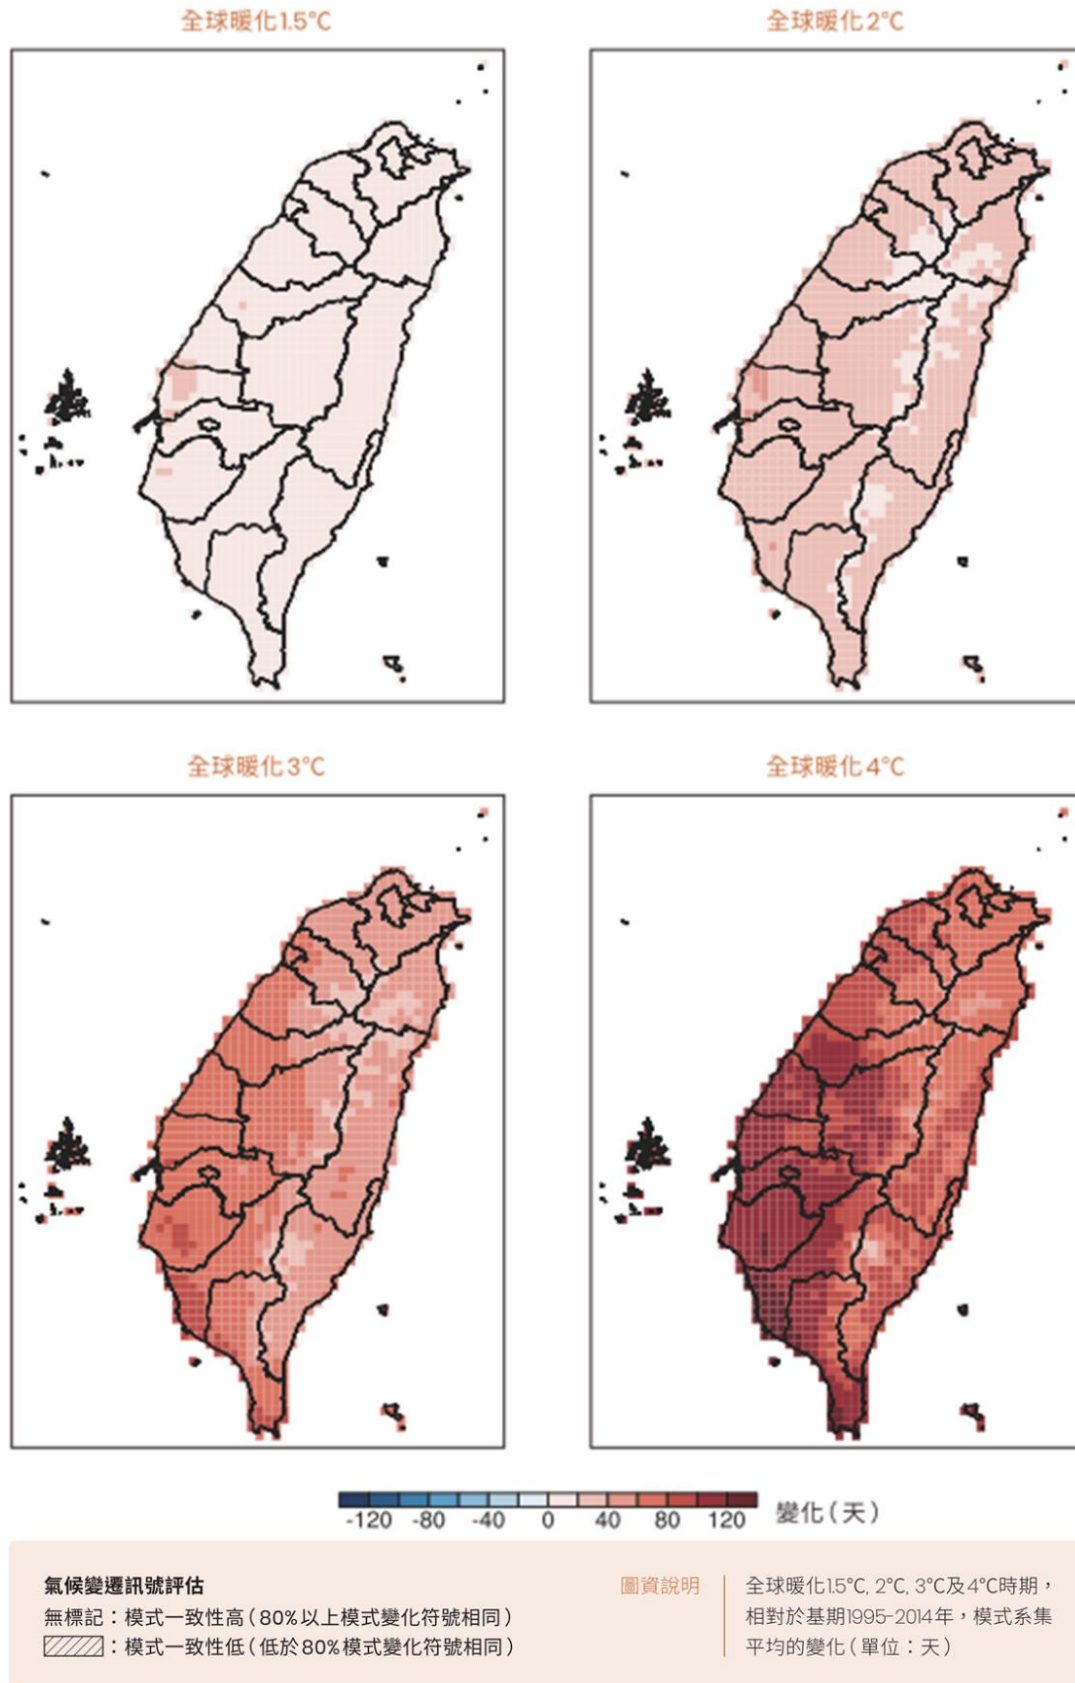 全球暖化1.5°C
全球暖化2°C
全球暖化3°C
全球暖化4°C
-120 -80 -40 0 40 80 120 變化（天）
氣候變遷訊號評估
無標記：模式一致性高（80%以上模式變化符號相同）
：模式一致性低（低於80%模式變化符號相同）
圖資說明
全球暖化1.5°C, 2°C, 3°C及4°C時期，
相對於基期1995-2014年，模式系集
平均的變化（單位：天）